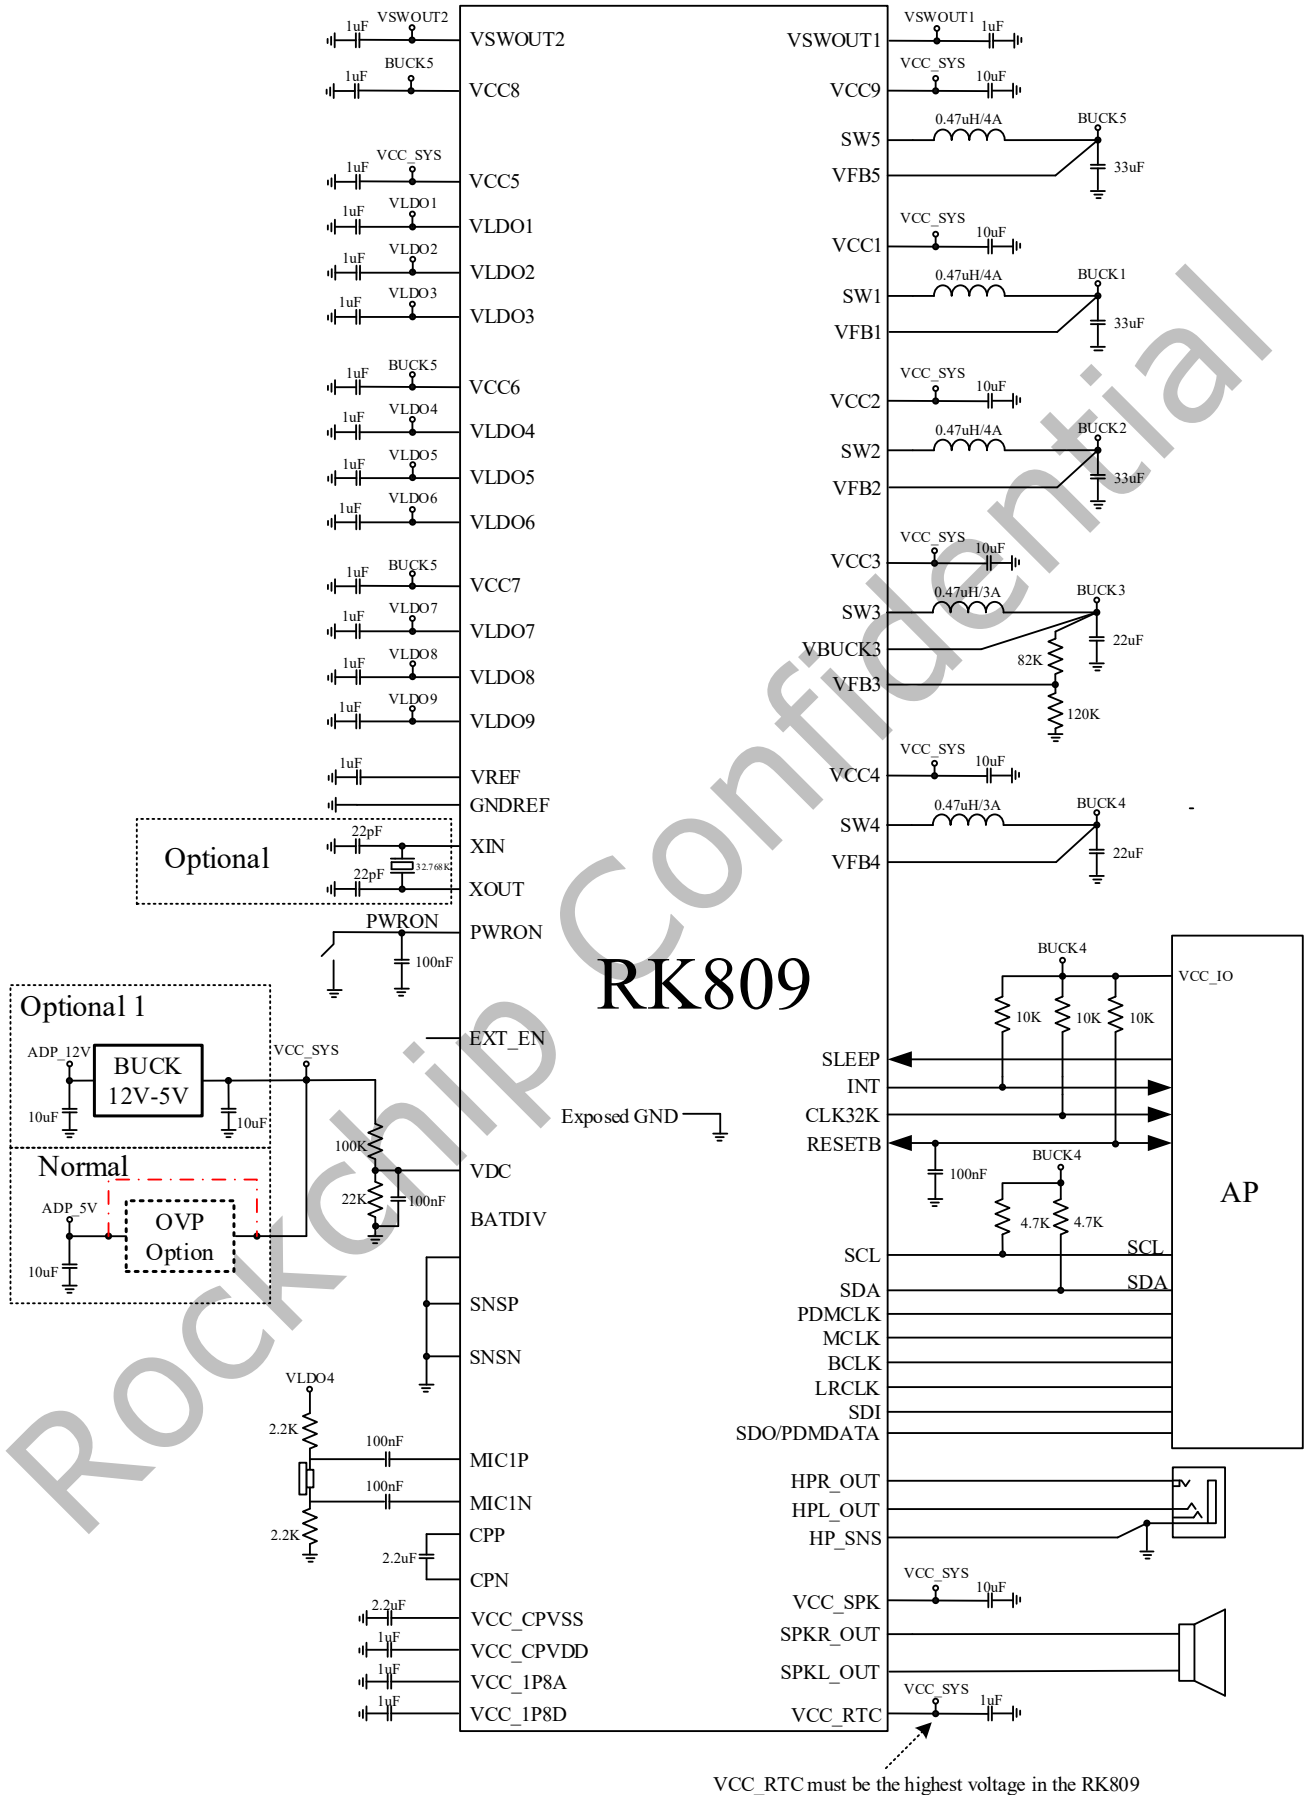 VSWOUT2
1uF
VSWOUT2
BUCK5
1uF
VCC8
VCC_SYS
1uF
VCC5
VLDO1
1uF
VLDO1
VLDO2
1uF
VLDO2
VLDO3
1uF
VLDO3
BUCK5
1uF
VCC6
VLDO4
1uF
VLDO4
VLDO5
1uF
VLDO5
VLDO6
1uF
VLDO6
BUCK5
1uF
VCC7
VLDO7
1uF
VLDO7
VLDO8
1uF
VLDO8
VLDO9
1uF
VLDO9
1uF
VREF
GNDREF
Optional
22pF
XIN
32.768K
22pF
XOUT
PWRON
PWRON
100nF
Optional 1
EXT_EN
ADP_12V
BUCK
12V-5V
VCC_SYS
10uF
10uF
100K
Normal
VDC
22K
100nF
ADP_5V
OVP
Option
BATDIV
10uF
SNSP
SNSN
VLDO4
2.2K
100nF
MIC1P
100nF
MIC1N
2.2K
CPP
2.2uF
CPN
2.2uF
VCC_CPVSS
1uF
VCC_CPVDD
1uF
VCC_1P8A
1uF
VCC_1P8D
RK809
Exposed GND
VSWOUT1
VSWOUT1
1uF
VCC_SYS
VCC9
10uF
SW5
0.47uH/4A
BUCK5
VFB5
33uF
VCC_SYS
VCC1
10uF
SW1
0.47uH/4A
BUCK1
VFB1
33uF
VCC_SYS
VCC2
10uF
SW2
0.47uH/4A
BUCK2
VFB2
33uF
VCC_SYS
VCC3
10uF
SW3
0.47uH/3A
BUCK3
VBUCK3
22uF
82K
VFB3
120K
VCC_SYS
VCC4
10uF
SW4
0.47uH/3A
BUCK4
-
VFB4
22uF
BUCK4
VCC_IO
10K
10K
10K
SLEEP
INT
CLK32K
RESETB
100nF
BUCK4
AP
4.7K
4.7K
SCL
SCL
SDA
SDA
PDMCLK
MCLK
BCLK
LRCLK
SDI
SDO/PDMDATA
HPR_OUT
HPL_OUT
HP_SNS
VCC_SYS
VCC_SPK
10uF
SPKR_OUT
SPKL_OUT
VCC_SYS
VCC_RTC
1uF
VCC_RTC must be the highest voltage in the RK809
Rockchip Confidential